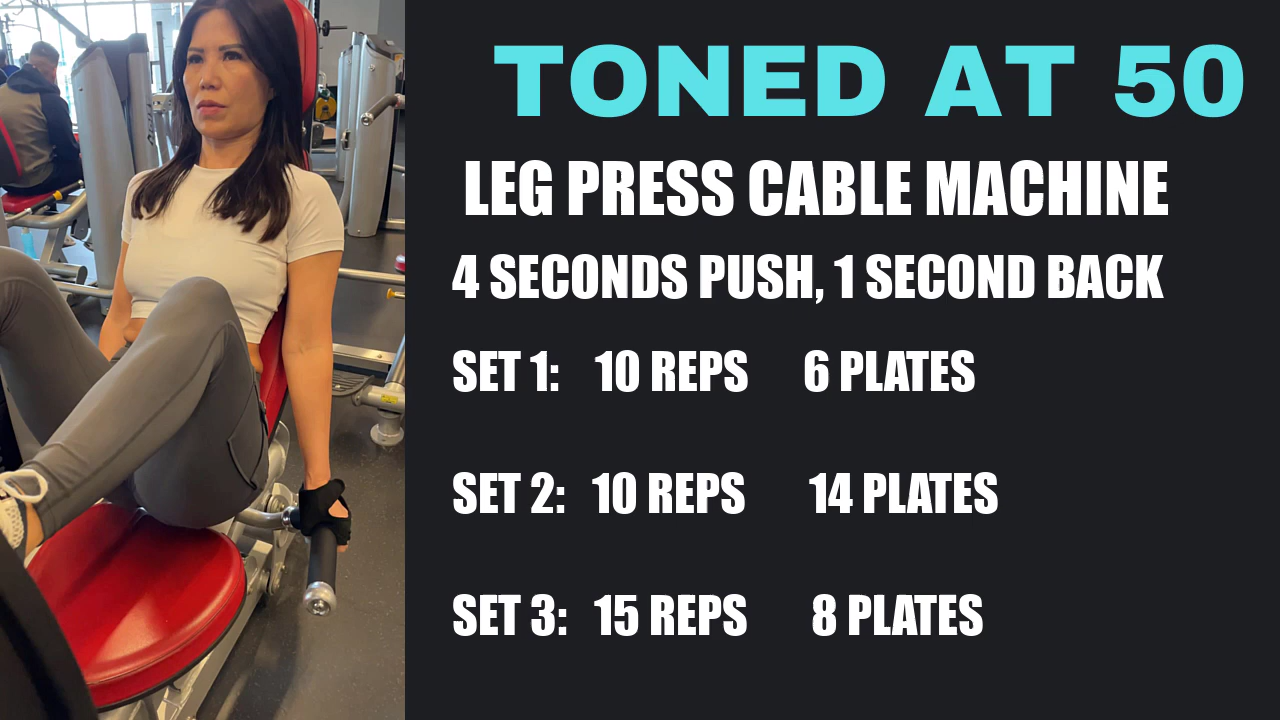 TONED AT 50
LEG PRESS CABLE MACHINE
4 SECONDS PUSH, 1 SECOND BACK
SET 1: 10 REPS 6 PLATES
SET 2: 10 REPS 14 PLATES
SET 3: 15 REPS 8 PLATES